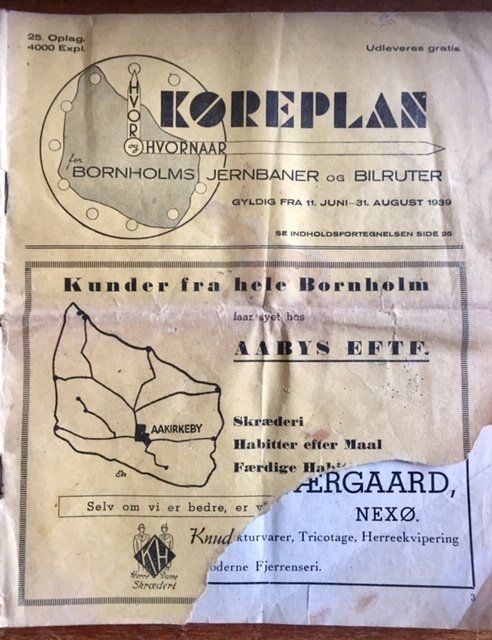 25. Oplag.
4000 Expl.
Udleveres gratis.
HVOR
og HVORNAAR
KØREPLAN
for
BORNHOLMS JERNBANER OG BILRUTER
GYLDIG FRA 11. JUNI—31. AUGUST 1939
SE INDHOLDSFORTEGNELSEN SIDE 26
Kunder fra hele Bornholm
faar syet hos
AABYS EFTF.
AAKIRKEBY
Skræderi
Habitter efter Maal
Færdige
ÆRGAARD,
NEXØ.
Selv om vi er bedre, er
Knud
kturvarer, Tricotage, Herreekvipering
oderne Fjerrenseri.
KH
Herre Dame
Skræderi
3